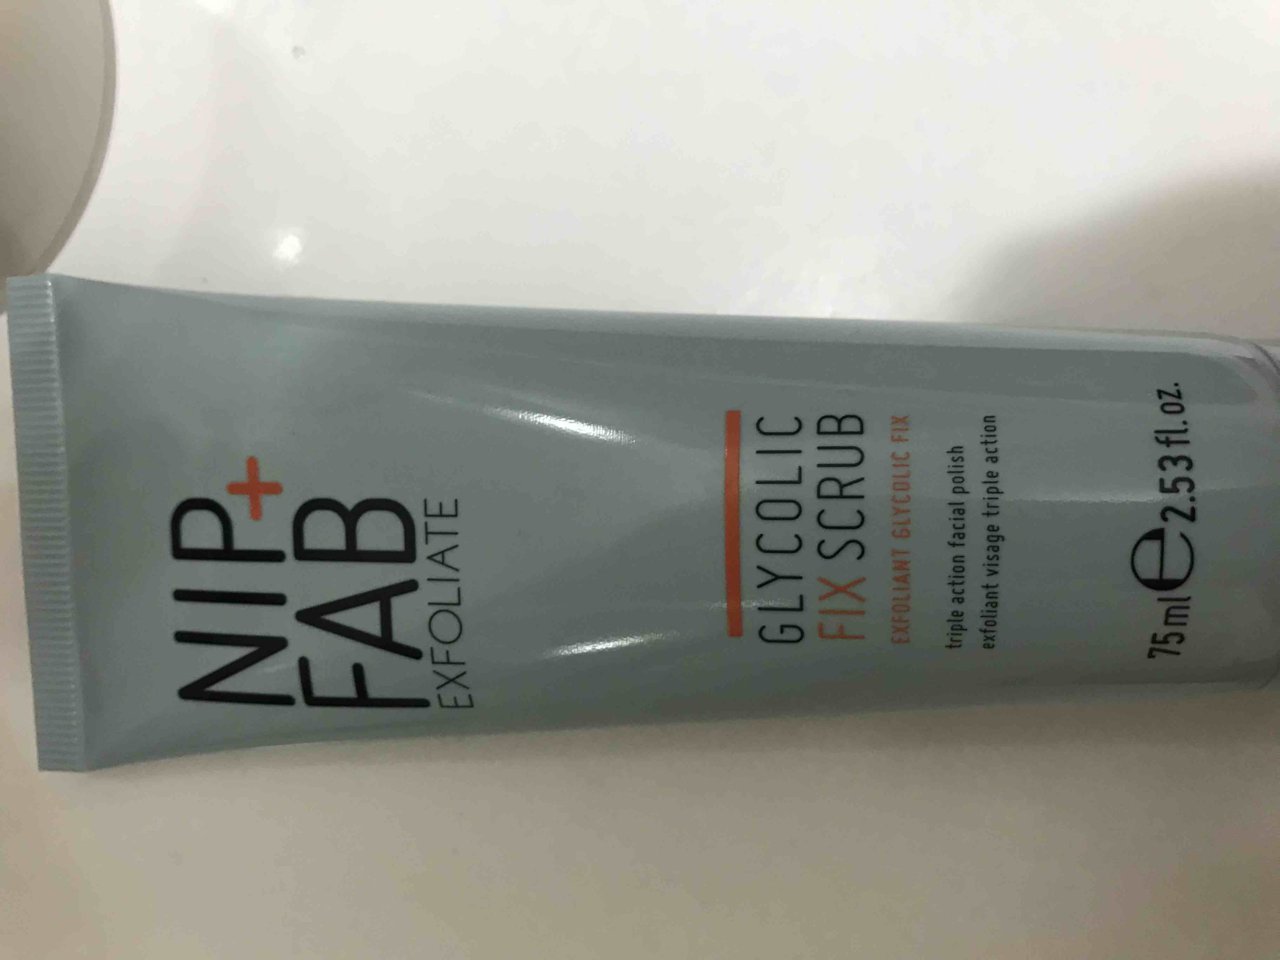 NIP+
FAB
EXFOLIATE
GLYCOLIC
FIX SCRUB
EXFOLIANT GLYCOLIC FIX
triple action facial polish
exfoliant visage triple action
75ml ℮ 2.53 fl.oz.